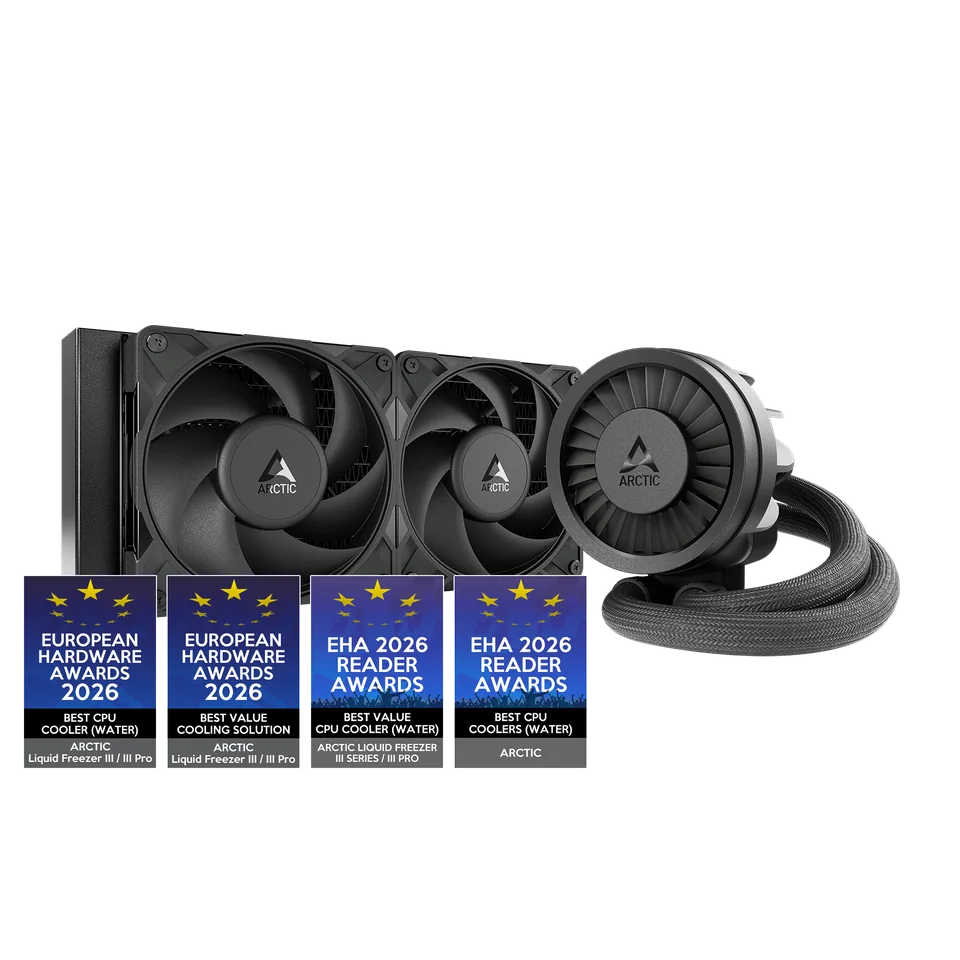 ARCTIC
ARCTIC
ARCTIC
EUROPEAN
HARDWARE
AWARDS
2026
BEST CPU
COOLER (WATER)
ARCTIC
Liquid Freezer III / III Pro
EUROPEAN
HARDWARE
AWARDS
2026
BEST VALUE
COOLING SOLUTION
ARCTIC
Liquid Freezer III / III Pro
EHA 2026
READER
AWARDS
BEST VALUE
CPU COOLER (WATER)
ARCTIC LIQUID FREEZER
III SERIES / III PRO
EHA 2026
READER
AWARDS
BEST CPU
COOLERS (WATER)
ARCTIC